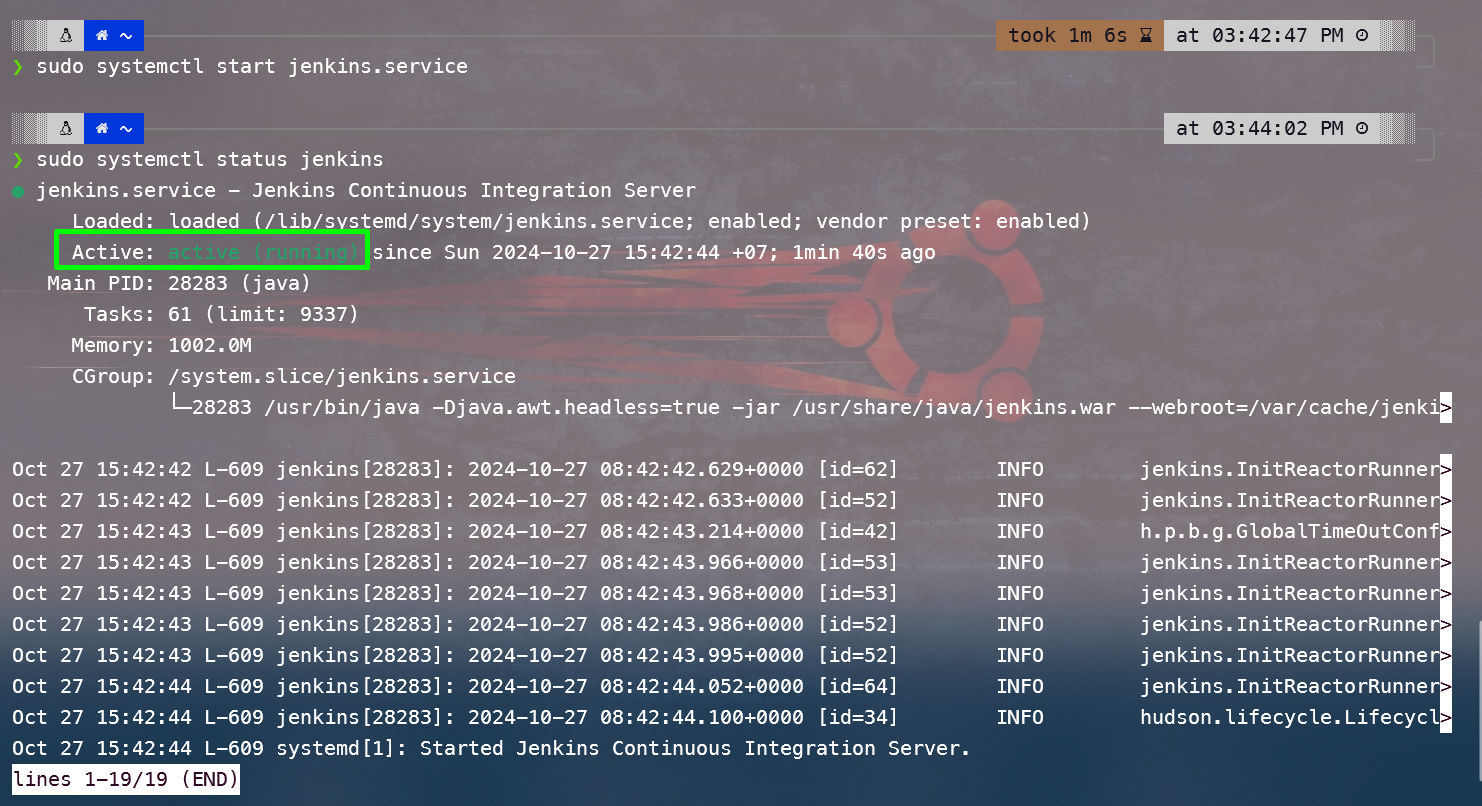 ~ took 1m 6s at 03:42:47 PM
❯ sudo systemctl start jenkins.service
~ at 03:44:02 PM
❯ sudo systemctl status jenkins
● jenkins.service - Jenkins Continuous Integration Server
Loaded: loaded (/lib/systemd/system/jenkins.service; enabled; vendor preset: enabled)
Active: active (running) since Sun 2024-10-27 15:42:44 +07; 1min 40s ago
Main PID: 28283 (java)
Tasks: 61 (limit: 9337)
Memory: 1002.0M
CGroup: /system.slice/jenkins.service
└─28283 /usr/bin/java -Djava.awt.headless=true -jar /usr/share/java/jenkins.war --webroot=/var/cache/jenki>
Oct 27 15:42:42 L-609 jenkins[28283]: 2024-10-27 08:42:42.629+0000 [id=62] INFO jenkins.InitReactorRunner>
Oct 27 15:42:42 L-609 jenkins[28283]: 2024-10-27 08:42:42.633+0000 [id=52] INFO jenkins.InitReactorRunner>
Oct 27 15:42:43 L-609 jenkins[28283]: 2024-10-27 08:42:43.214+0000 [id=42] INFO h.p.b.g.GlobalTimeOutConf>
Oct 27 15:42:43 L-609 jenkins[28283]: 2024-10-27 08:42:43.966+0000 [id=53] INFO jenkins.InitReactorRunner>
Oct 27 15:42:43 L-609 jenkins[28283]: 2024-10-27 08:42:43.968+0000 [id=53] INFO jenkins.InitReactorRunner>
Oct 27 15:42:43 L-609 jenkins[28283]: 2024-10-27 08:42:43.986+0000 [id=52] INFO jenkins.InitReactorRunner>
Oct 27 15:42:43 L-609 jenkins[28283]: 2024-10-27 08:42:43.995+0000 [id=52] INFO jenkins.InitReactorRunner>
Oct 27 15:42:44 L-609 jenkins[28283]: 2024-10-27 08:42:44.052+0000 [id=64] INFO jenkins.InitReactorRunner>
Oct 27 15:42:44 L-609 jenkins[28283]: 2024-10-27 08:42:44.100+0000 [id=34] INFO hudson.lifecycle.Lifecycl>
Oct 27 15:42:44 L-609 systemd[1]: Started Jenkins Continuous Integration Server.
lines 1-19/19 (END)